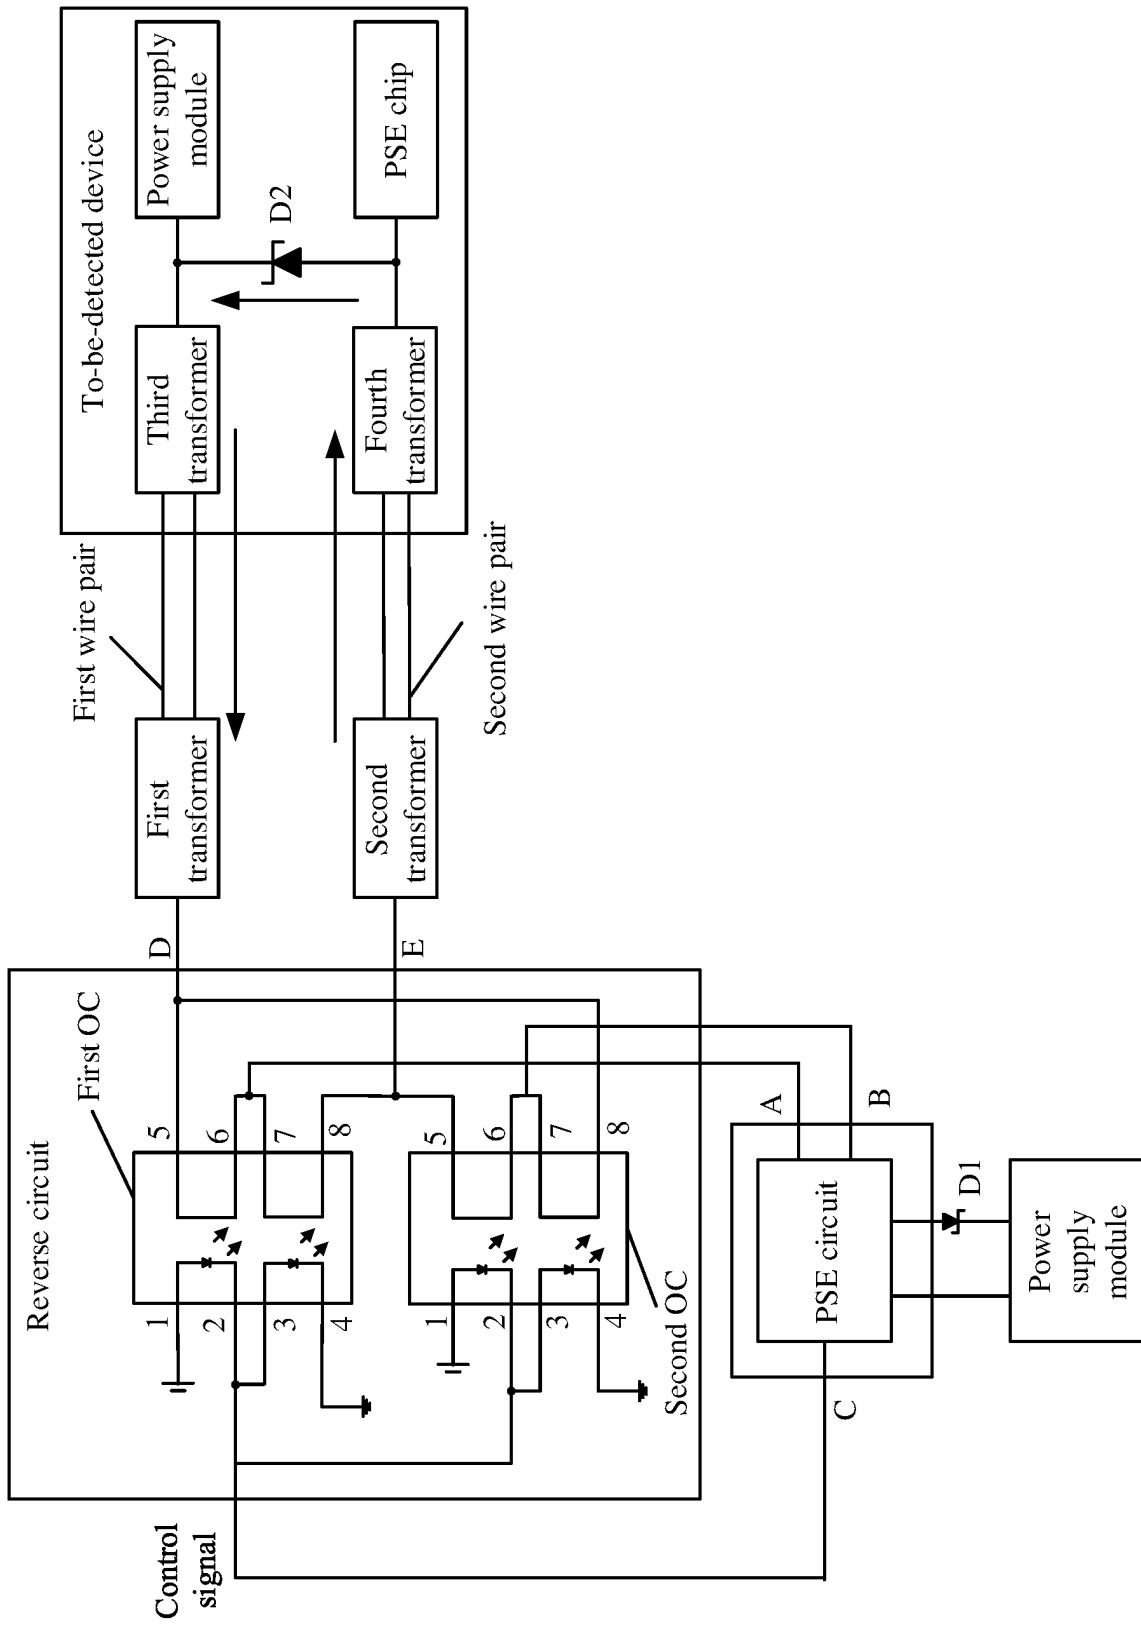 Control
signal
Reverse circuit
First OC
1
2
3
4
5
6
7
8
Second OC
1
2
3
4
5
6
7
8
A
B
C
D
E
PSE circuit
D1
Power
supply
module
First
transformer
Second
transformer
First wire pair
Second wire pair
To-be-detected device
Third
transformer
Fourth
transformer
D2
Power supply
module
PSE chip